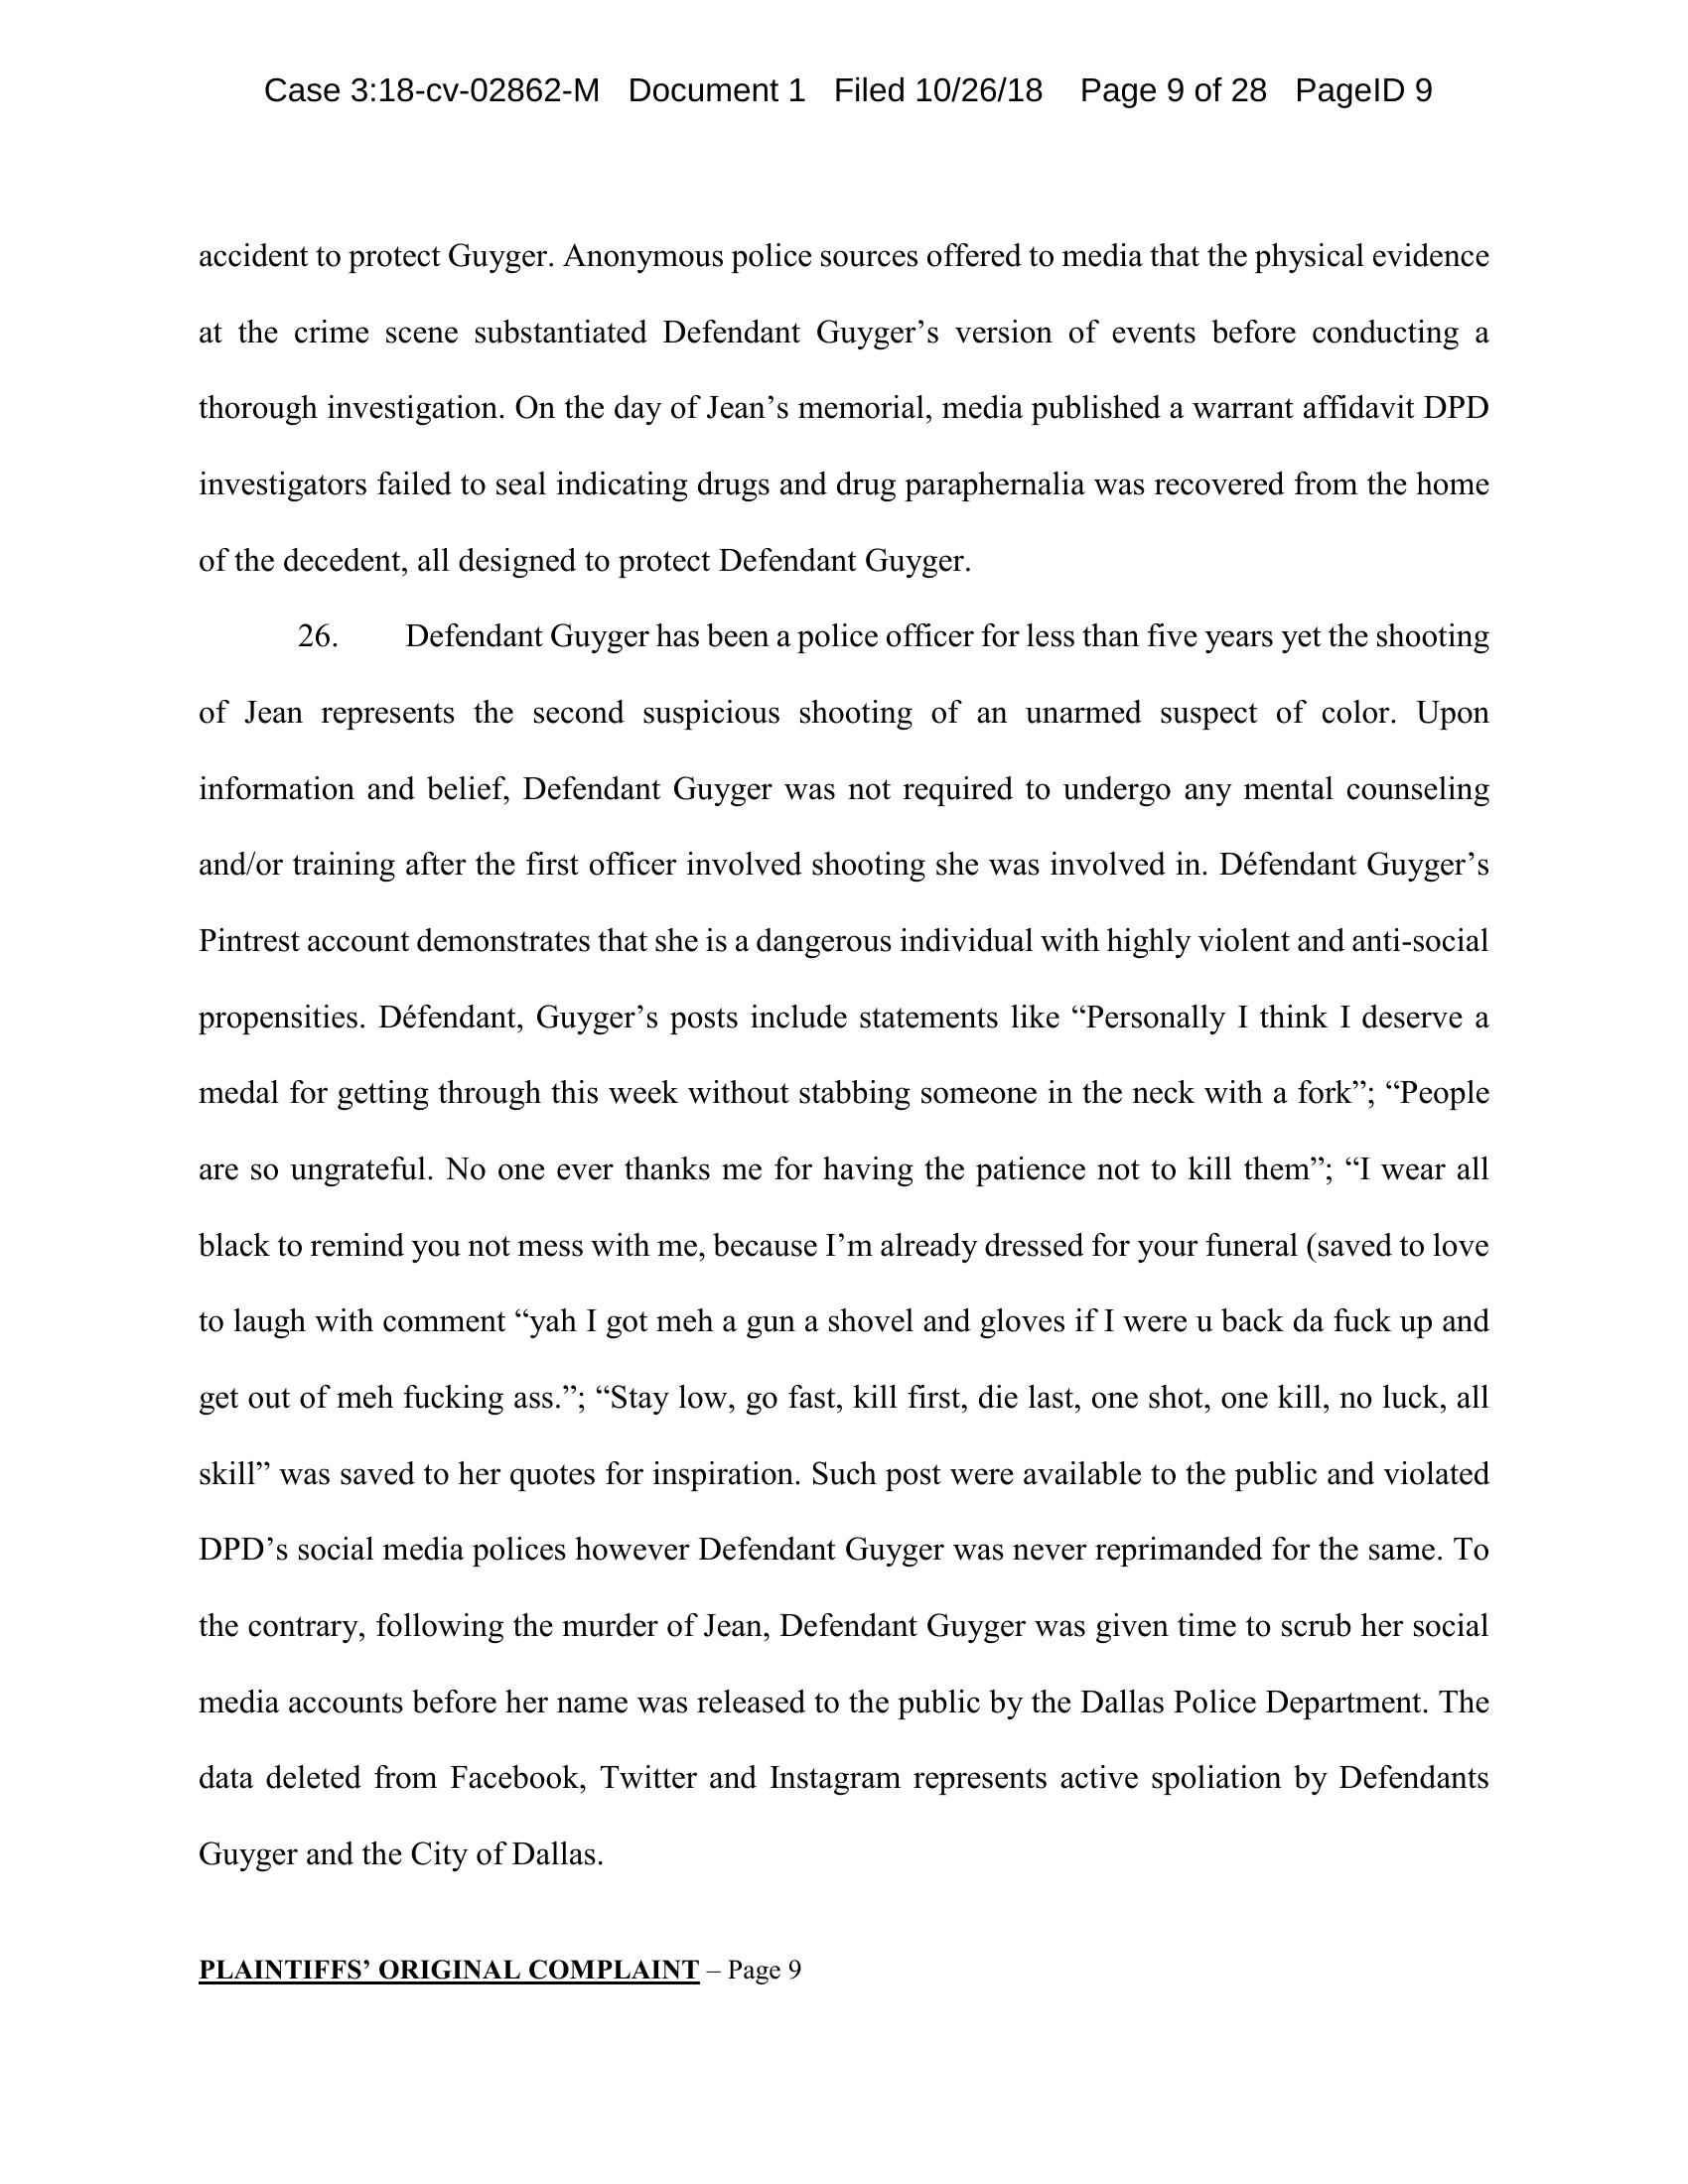 Case 3:18-cv-02862-M Document 1 Filed 10/26/18 Page 9 of 28 PageID 9
accident to protect Guyger. Anonymous police sources offered to media that the physical evidence
at the crime scene substantiated Defendant Guyger’s version of events before conducting a
thorough investigation. On the day of Jean’s memorial, media published a warrant affidavit DPD
investigators failed to seal indicating drugs and drug paraphernalia was recovered from the home
of the decedent, all designed to protect Defendant Guyger.
26. Defendant Guyger has been a police officer for less than five years yet the shooting
of Jean represents the second suspicious shooting of an unarmed suspect of color. Upon
information and belief, Defendant Guyger was not required to undergo any mental counseling
and/or training after the first officer involved shooting she was involved in. Défendant Guyger’s
Pintrest account demonstrates that she is a dangerous individual with highly violent and anti-social
propensities. Défendant, Guyger’s posts include statements like “Personally I think I deserve a
medal for getting through this week without stabbing someone in the neck with a fork”; “People
are so ungrateful. No one ever thanks me for having the patience not to kill them”; “I wear all
black to remind you not mess with me, because I’m already dressed for your funeral (saved to love
to laugh with comment “yah I got meh a gun a shovel and gloves if I were u back da fuck up and
get out of meh fucking ass.”; “Stay low, go fast, kill first, die last, one shot, one kill, no luck, all
skill” was saved to her quotes for inspiration. Such post were available to the public and violated
DPD’s social media polices however Defendant Guyger was never reprimanded for the same. To
the contrary, following the murder of Jean, Defendant Guyger was given time to scrub her social
media accounts before her name was released to the public by the Dallas Police Department. The
data deleted from Facebook, Twitter and Instagram represents active spoliation by Defendants
Guyger and the City of Dallas.
PLAINTIFFS’ ORIGINAL COMPLAINT – Page 9